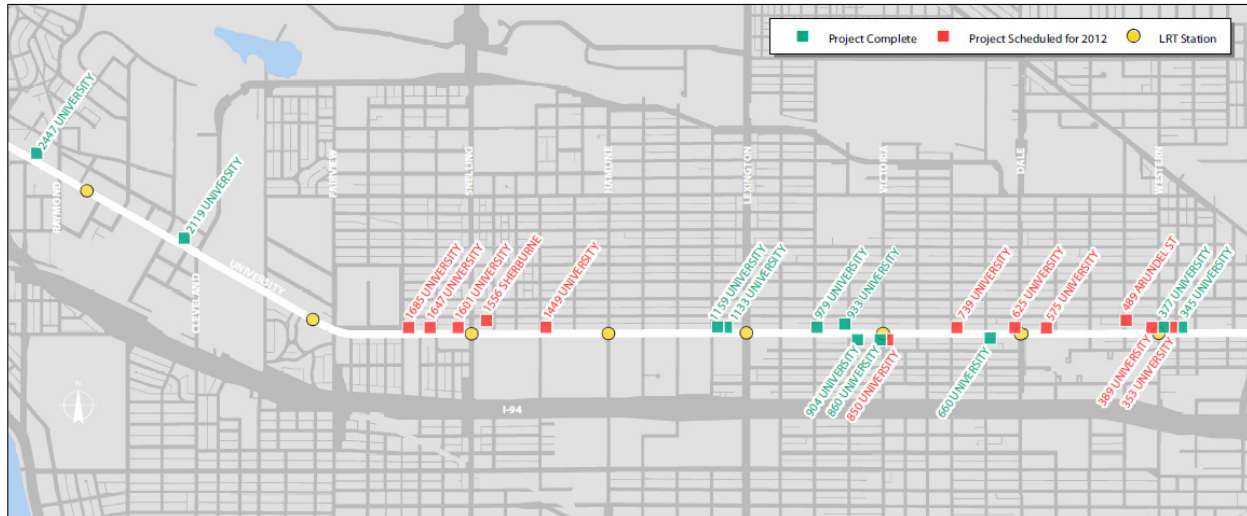 Project Complete
Project Scheduled for 2012
LRT Station
2447 UNIVERSITY
2119 UNIVERSITY
RAYMOND
CLEVELAND
UNIVERSITY
FAIRVIEW
SNELLING
HAMLINE
LEXINGTON
VICTORIA
DALE
WESTERN
1685 UNIVERSITY
1647 UNIVERSITY
1601 UNIVERSITY
1556 SHERBURNE
1449 UNIVERSITY
1159 UNIVERSITY
1133 UNIVERSITY
979 UNIVERSITY
933 UNIVERSITY
739 UNIVERSITY
625 UNIVERSITY
575 UNIVERSITY
489 ARUNDEL ST
377 UNIVERSITY
345 UNIVERSITY
904 UNIVERSITY
860 UNIVERSITY
850 UNIVERSITY
660 UNIVERSITY
389 UNIVERSITY
353 UNIVERSITY
N
I-94